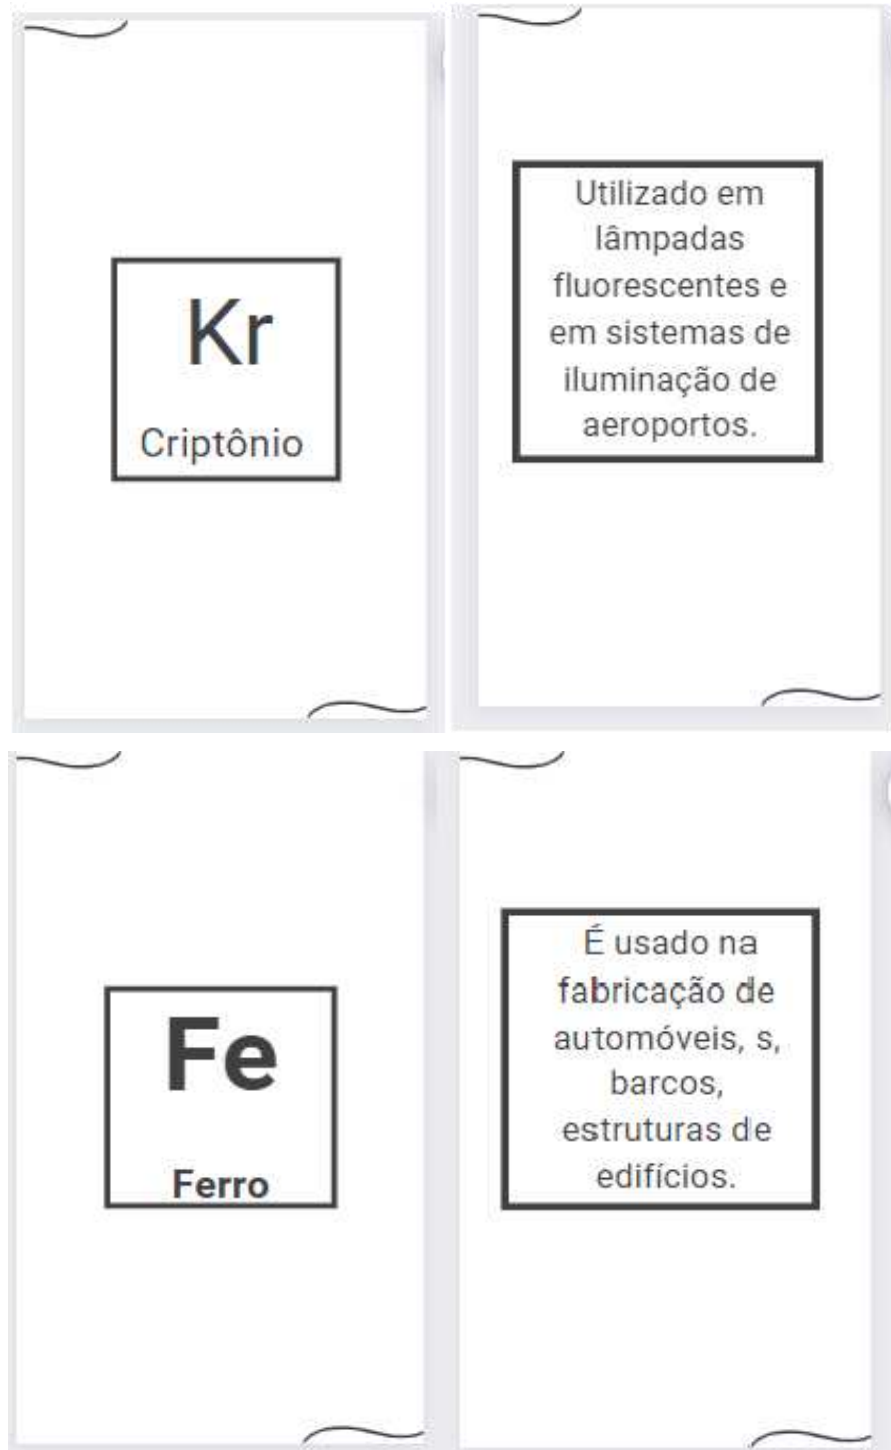 Kr
Criptônio
Utilizado em
lâmpadas
fluorescentes e
em sistemas de
iluminação de
aeroportos.
Fe
Ferro
É usado na
fabricação de
automóveis, s,
barcos,
estruturas de
edifícios.